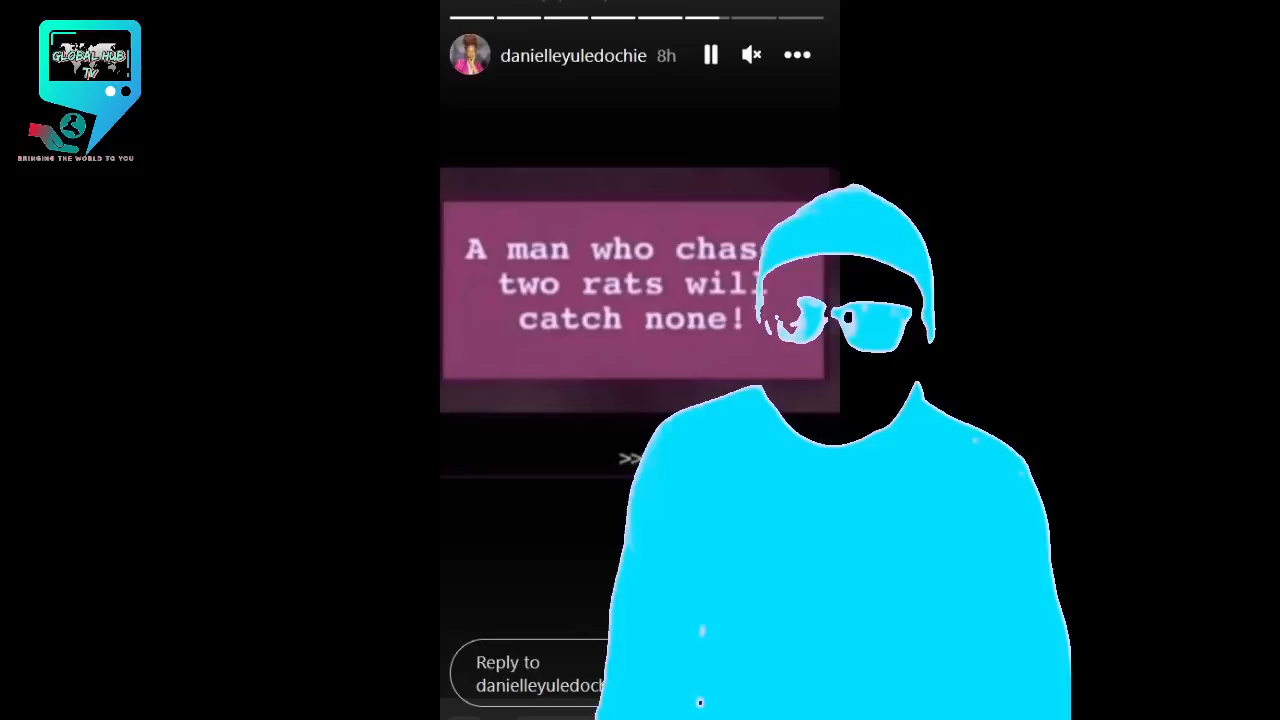 GLOBAL HUB
TV
BRINGING THE WORLD TO YOU
danielleyuledochie 8h
A man who chas
two rats will
catch none!
>>
Reply to
danielleyuledoch